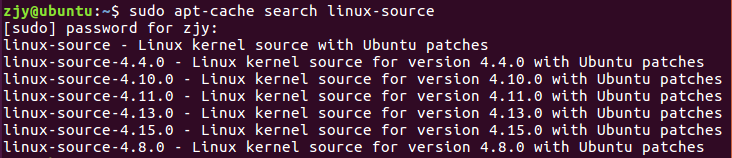 zjy@ubuntu:~$ sudo apt-cache search linux-source
[sudo] password for zjy:
linux-source - Linux kernel source with Ubuntu patches
linux-source-4.4.0 - Linux kernel source for version 4.4.0 with Ubuntu patches
linux-source-4.10.0 - Linux kernel source for version 4.10.0 with Ubuntu patches
linux-source-4.11.0 - Linux kernel source for version 4.11.0 with Ubuntu patches
linux-source-4.13.0 - Linux kernel source for version 4.13.0 with Ubuntu patches
linux-source-4.15.0 - Linux kernel source for version 4.15.0 with Ubuntu patches
linux-source-4.8.0 - Linux kernel source for version 4.8.0 with Ubuntu patches